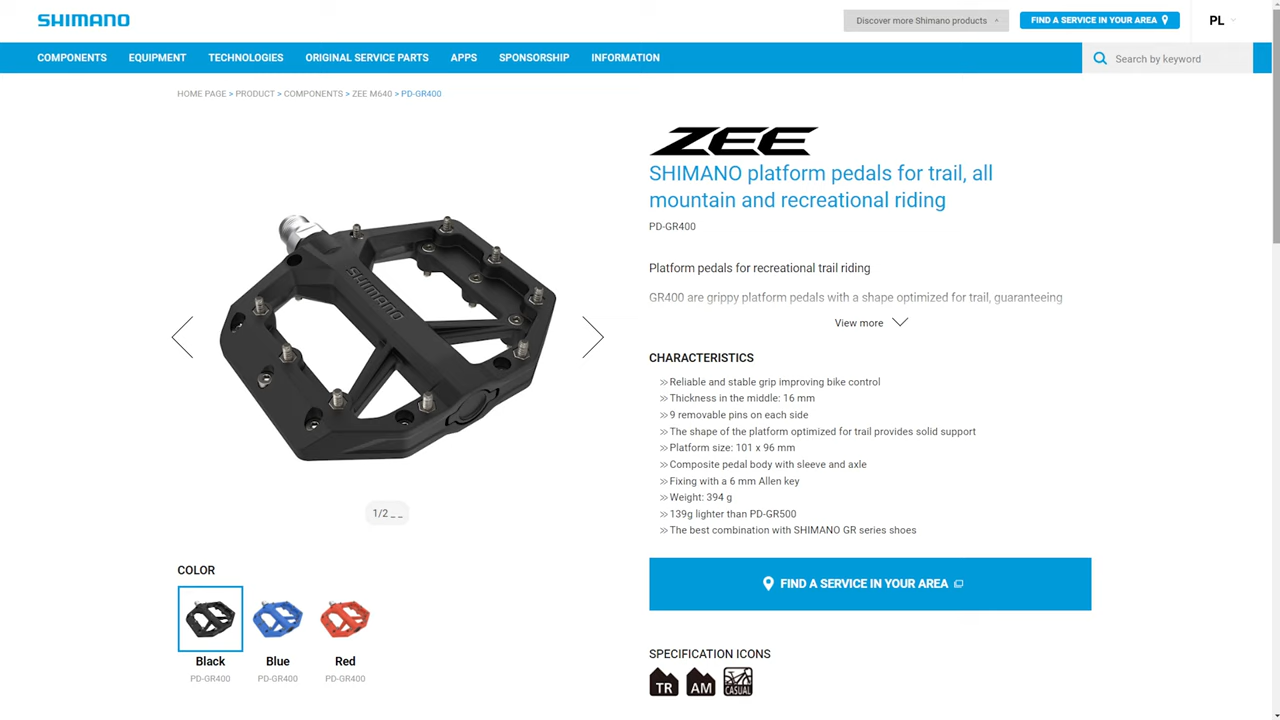 SHIMANO
Discover more Shimano products
FIND A SERVICE IN YOUR AREA
PL
COMPONENTS
EQUIPMENT
TECHNOLOGIES
ORIGINAL SERVICE PARTS
APPS
SPONSORSHIP
INFORMATION
Search by keyword
HOME PAGE > PRODUCT > COMPONENTS > ZEE M640 > PD-GR400
SHIMANO
1/2 _ _
COLOR
Black
Blue
Red
PD-GR400
PD-GR400
PD-GR400
ZEE
SHIMANO platform pedals for trail, all
mountain and recreational riding
PD-GR400
Platform pedals for recreational trail riding
GR400 are grippy platform pedals with a shape optimized for trail, guaranteeing
View more
CHARACTERISTICS
Reliable and stable grip improving bike control
Thickness in the middle: 16 mm
9 removable pins on each side
The shape of the platform optimized for trail provides solid support
Platform size: 101 x 96 mm
Composite pedal body with sleeve and axle
Fixing with a 6 mm Allen key
Weight: 394 g
139g lighter than PD-GR500
The best combination with SHIMANO GR series shoes
FIND A SERVICE IN YOUR AREA
SPECIFICATION ICONS
TR
AM
CASUAL